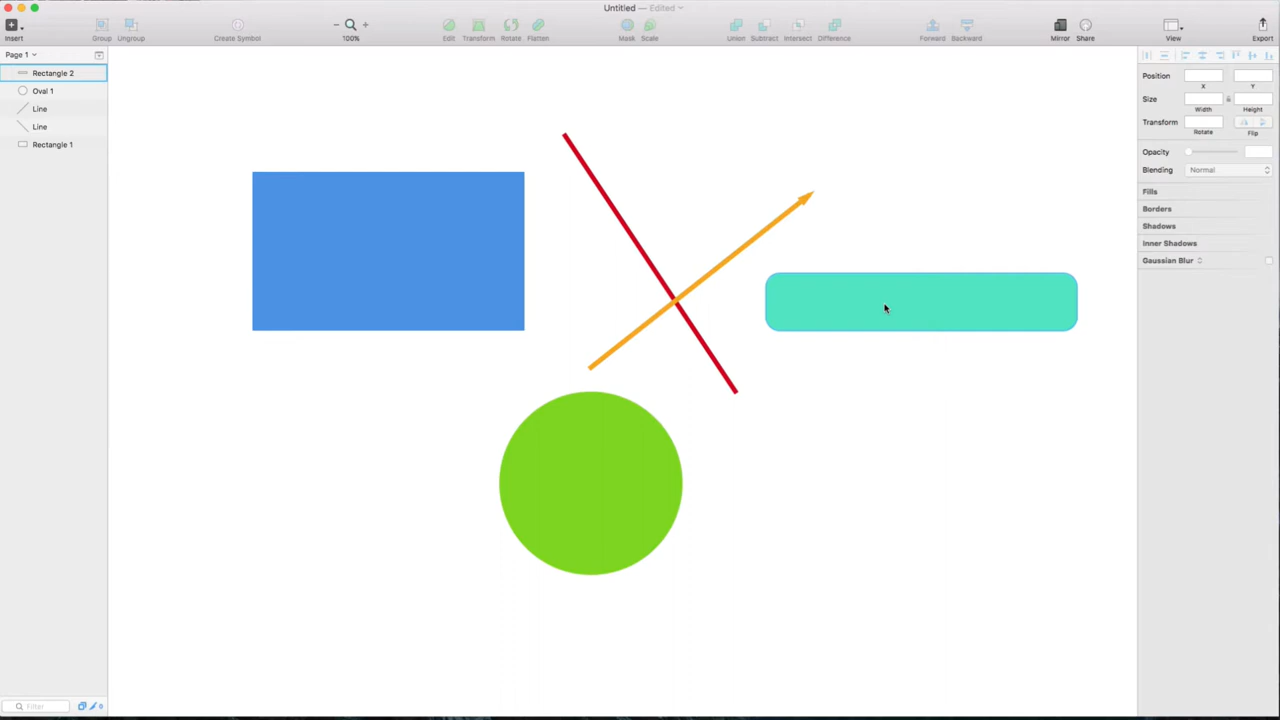 Untitled — Edited
Insert
Group
Ungroup
Create Symbol
100%
Edit
Transform
Rotate
Flatten
Mask
Scale
Union
Subtract
Intersect
Difference
Forward
Backward
Mirror
Share
View
Export
Page 1
Rectangle 2
Oval 1
Line
Line
Rectangle 1
Position
X
Y
Size
Width
Height
Transform
Rotate
Flip
Opacity
Blending
Normal
Fills
Borders
Shadows
Inner Shadows
Gaussian Blur
Filter
0